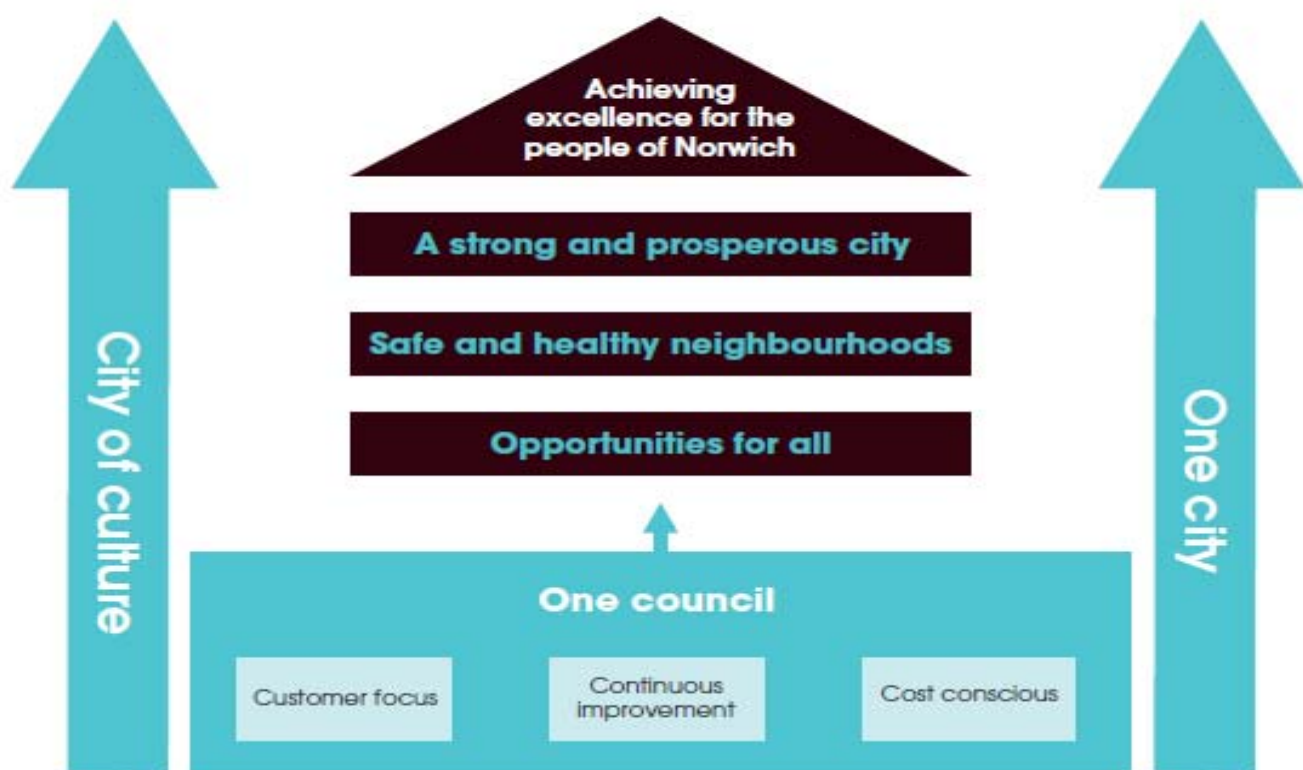 Achieving
excellence for the
people of Norwich
A strong and prosperous city
Safe and healthy neighbourhoods
Opportunities for all
City of culture
One city
One council
Customer focus
Continuous
improvement
Cost conscious